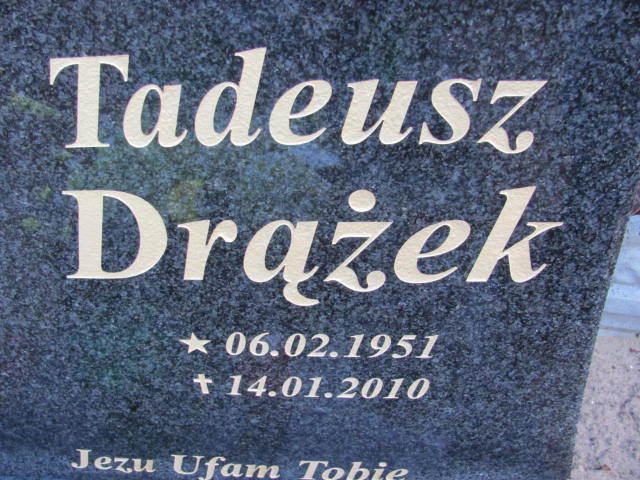 Tadeusz
Drążek
★ 06.02.1951
✝ 14.01.2010
Jezu Ufam Tobie